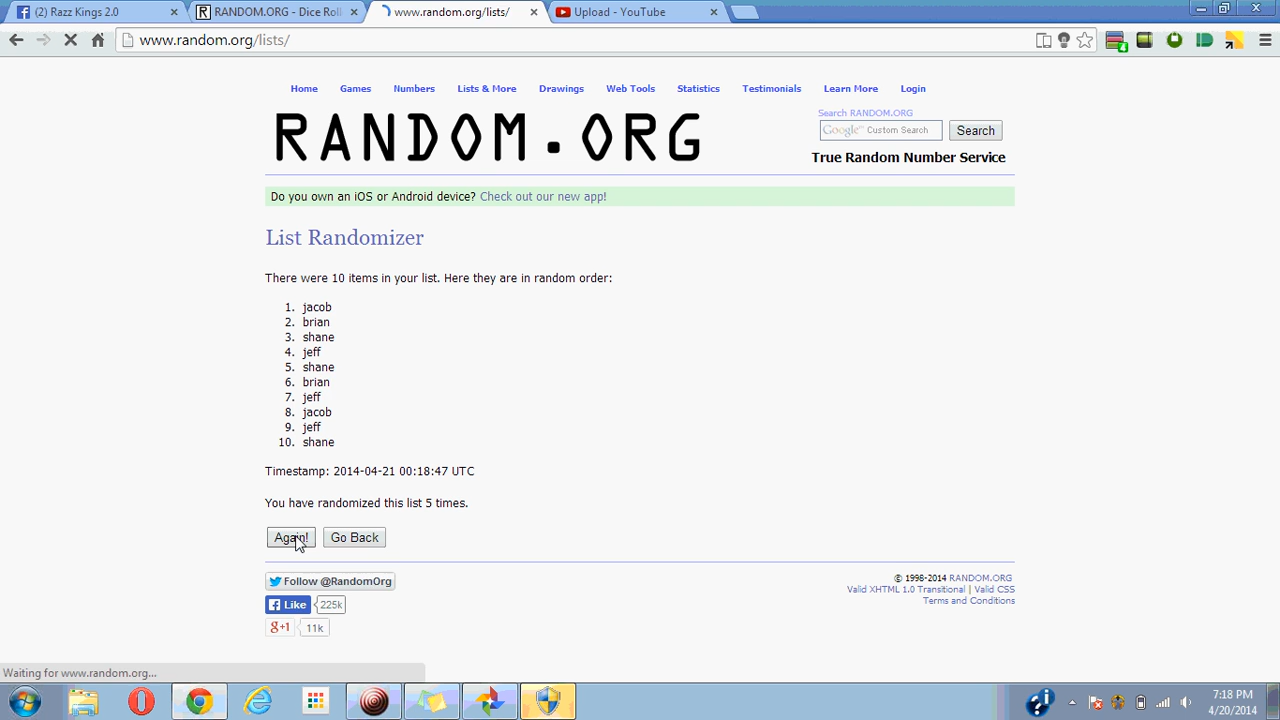 (2) Razz Kings 2.0
RANDOM.ORG - Dice Roll
www.random.org/lists/
Upload - YouTube
www.random.org/lists/
4
Home Games Numbers Lists & More Drawings Web Tools Statistics Testimonials Learn More Login
RANDOM.ORG
Search RANDOM.ORG
Google™ Custom Search
Search
True Random Number Service
Do you own an iOS or Android device? Check out our new app!
List Randomizer
There were 10 items in your list. Here they are in random order:
1. jacob
2. brian
3. shane
4. jeff
5. shane
6. brian
7. jeff
8. jacob
9. jeff
10. shane
Timestamp: 2014-04-21 00:18:47 UTC
You have randomized this list 5 times.
Again! Go Back
Follow @RandomOrg
Like 225k
g+1 11k
© 1998-2014 RANDOM.ORG
Valid XHTML 1.0 Transitional | Valid CSS
Terms and Conditions
Waiting for www.random.org...
7:18 PM
4/20/2014